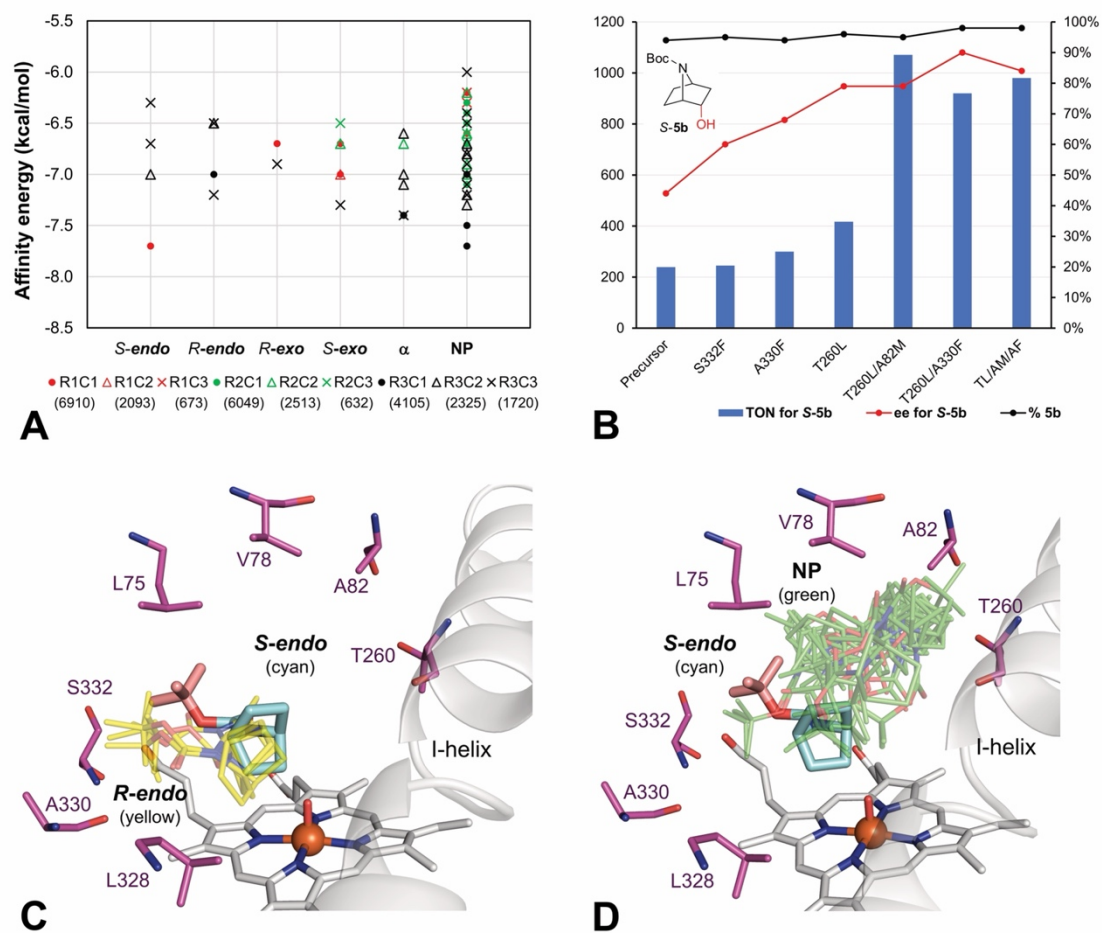 Affinity energy (kcal/mol)
-5.5
-6.0
-6.5
-7.0
-7.5
-8.0
-8.5
S-endo R-endo R-exo S-exo α NP
R1C1 R1C2 R1C3 R2C1 R2C2 R2C3 R3C1 R3C2 R3C3
(6910) (2093) (673) (6049) (2513) (632) (4105) (2325) (1720)
A
1200
1000
800
600
400
200
0
100%
90%
80%
70%
60%
50%
40%
30%
20%
10%
0%
Boc
N
OH
S-5b
Precursor
S332F
A330F
T260L
T260L/A82M
T260L/A330F
TL/AM/AF
TON for S-5b ee for S-5b % 5b
B
V78
L75
A82
S-endo
(cyan)
T260
S332
I-helix
R-endo
(yellow)
A330
L328
C
V78
A82
L75
NP
(green)
T260
S-endo
(cyan)
S332
I-helix
A330
L328
D